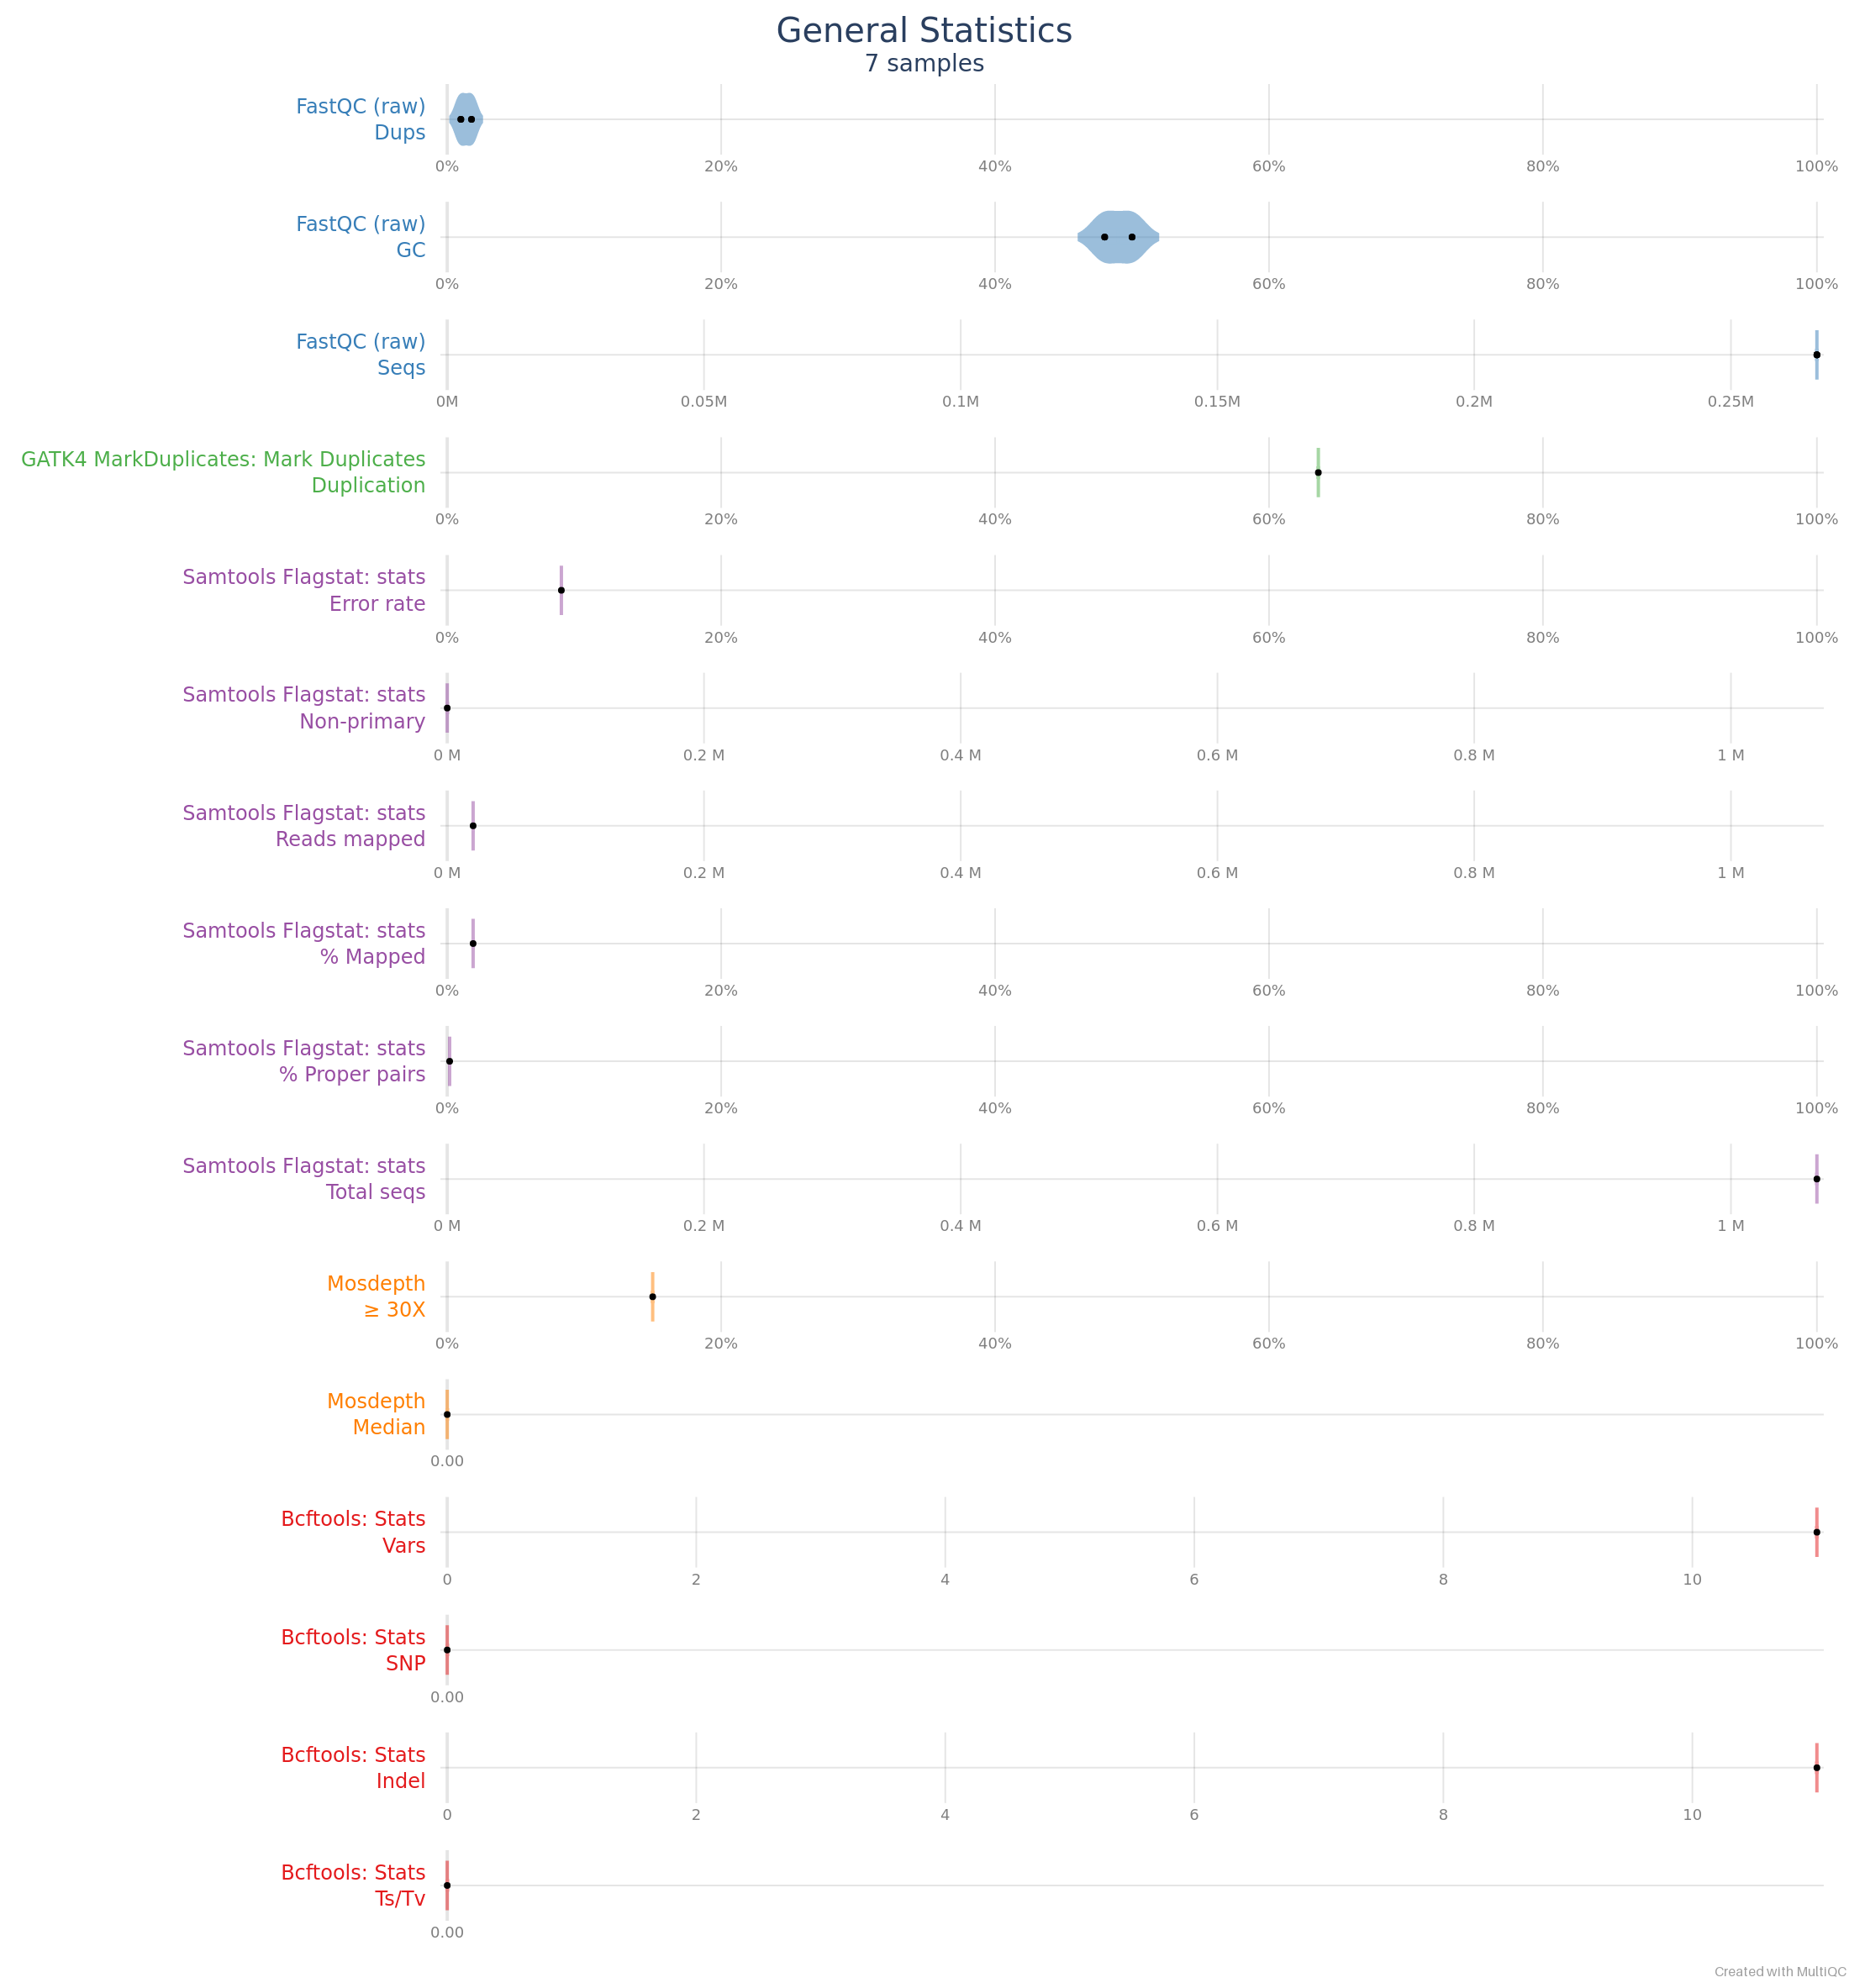 General Statistics
7 samples
FastQC (raw)
Dups
0% 20% 40% 60% 80% 100%
FastQC (raw)
GC
0% 20% 40% 60% 80% 100%
FastQC (raw)
Seqs
0M 0.05M 0.1M 0.15M 0.2M 0.25M
GATK4 MarkDuplicates: Mark Duplicates
Duplication
0% 20% 40% 60% 80% 100%
Samtools Flagstat: stats
Error rate
0% 20% 40% 60% 80% 100%
Samtools Flagstat: stats
Non-primary
0 M 0.2 M 0.4 M 0.6 M 0.8 M 1 M
Samtools Flagstat: stats
Reads mapped
0 M 0.2 M 0.4 M 0.6 M 0.8 M 1 M
Samtools Flagstat: stats
% Mapped
0% 20% 40% 60% 80% 100%
Samtools Flagstat: stats
% Proper pairs
0% 20% 40% 60% 80% 100%
Samtools Flagstat: stats
Total seqs
0 M 0.2 M 0.4 M 0.6 M 0.8 M 1 M
Mosdepth
≥ 30X
0% 20% 40% 60% 80% 100%
Mosdepth
Median
0.00
Bcftools: Stats
Vars
0 2 4 6 8 10
Bcftools: Stats
SNP
0.00
Bcftools: Stats
Indel
0 2 4 6 8 10
Bcftools: Stats
Ts/Tv
0.00
Created with MultiQC